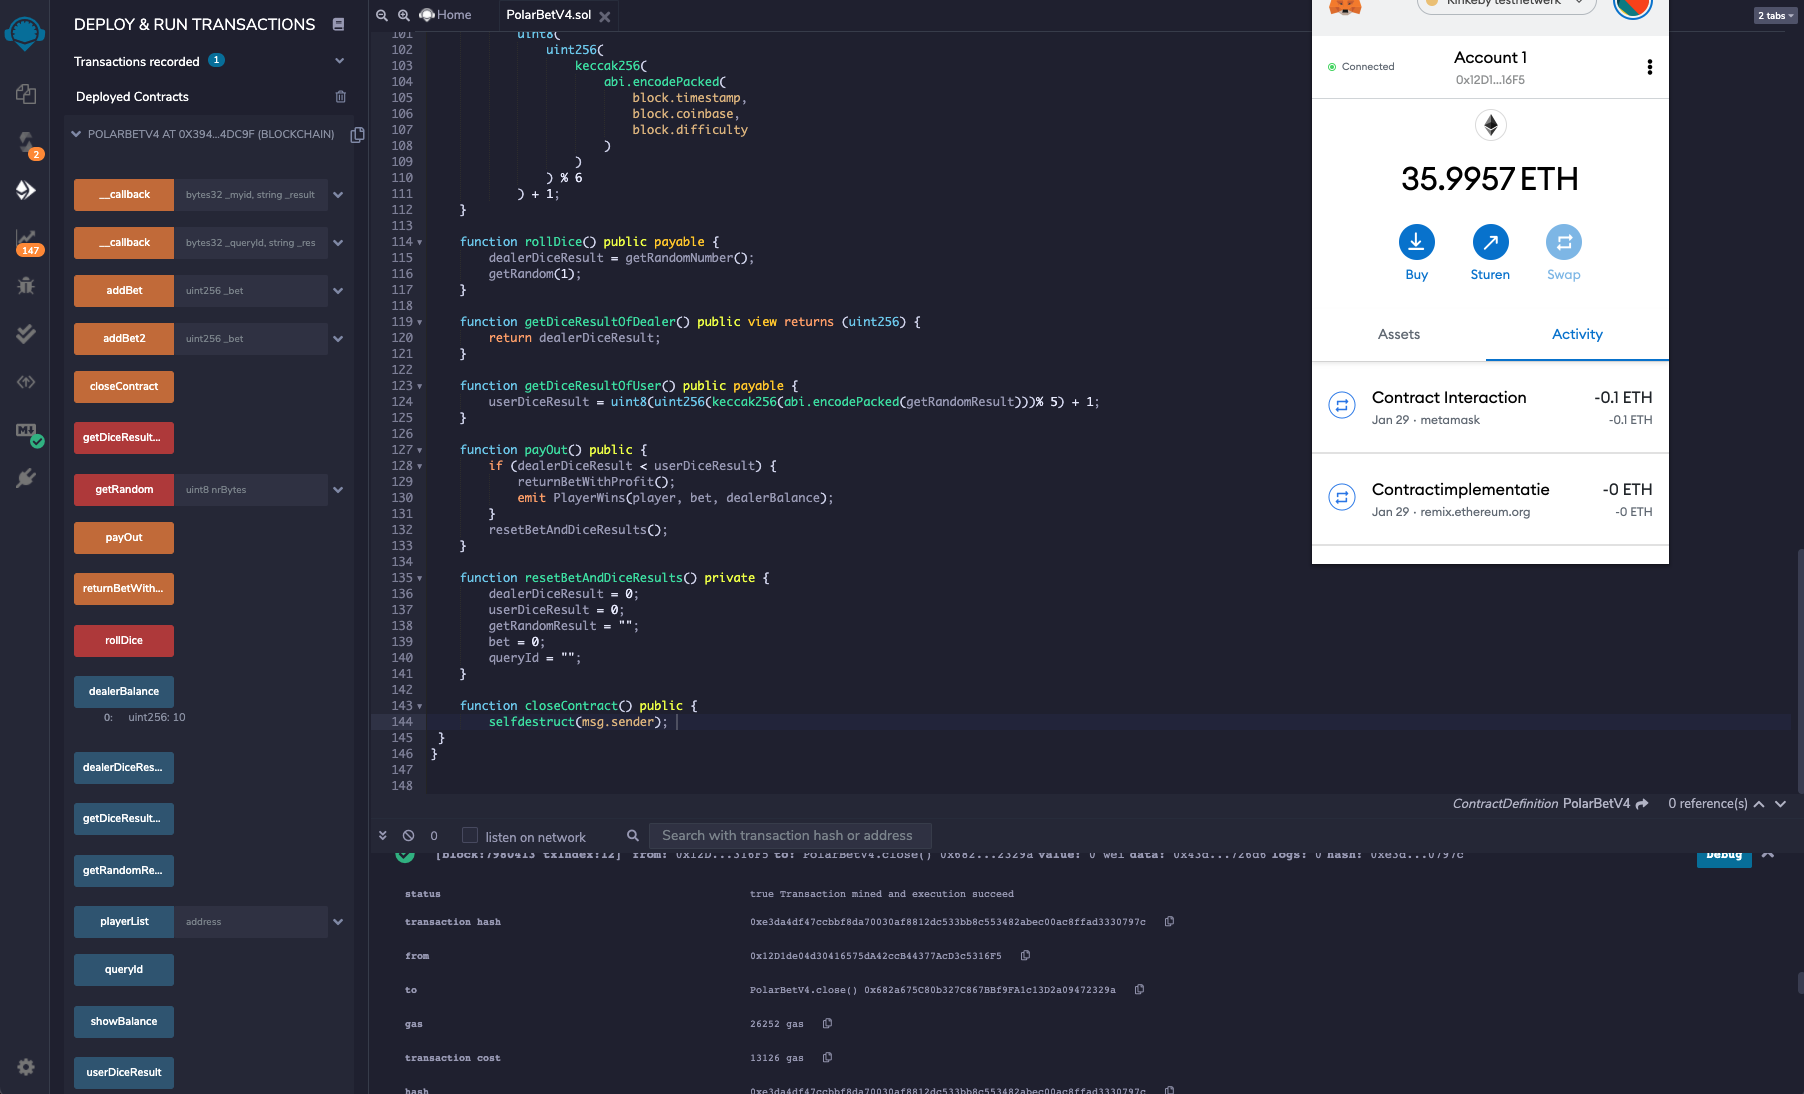 DEPLOY & RUN TRANSACTIONS
Transactions recorded 1
Deployed Contracts
POLARBETV4 AT 0X394...4DC9F (BLOCKCHAIN)
2
147
__callback bytes32 _myid, string _result
__callback bytes32 _queryId, string _res
addBet uint256 _bet
addBet2 uint256 _bet
closeContract
getDiceResult...
getRandom uint8 nrBytes
payOut
returnBetWith...
rollDice
dealerBalance
0: uint256: 10
dealerDiceRes...
getDiceResult...
getRandomRe...
playerList address
queryId
showBalance
userDiceResult
Home
PolarBetV4.sol
2 tabs
101 uint8(
102 uint256(
103 keccak256(
104 abi.encodePacked(
105 block.timestamp,
106 block.coinbase,
107 block.difficulty
108 )
109 )
110 ) % 6
111 ) + 1;
112 }
113
114 function rollDice() public payable {
115 dealerDiceResult = getRandomNumber();
116 getRandom(1);
117 }
118
119 function getDiceResultOfDealer() public view returns (uint256) {
120 return dealerDiceResult;
121 }
122
123 function getDiceResultOfUser() public payable {
124 userDiceResult = uint8(uint256(keccak256(abi.encodePacked(getRandomResult)))% 5) + 1;
125 }
126
127 function payOut() public {
128 if (dealerDiceResult < userDiceResult) {
129 returnBetWithProfit();
130 emit PlayerWins(player, bet, dealerBalance);
131 }
132 resetBetAndDiceResults();
133 }
134
135 function resetBetAndDiceResults() private {
136 dealerDiceResult = 0;
137 userDiceResult = 0;
138 getRandomResult = "";
139 bet = 0;
140 queryId = "";
141 }
142
143 function closeContract() public {
144 selfdestruct(msg.sender);
145 }
146 }
147
148
Rinkeby testnetwerk
Connected
Account 1
0x12D1...16F5
35.9957 ETH
Buy Sturen Swap
Assets Activity
Contract Interaction -0.1 ETH
Jan 29 · metamask -0.1 ETH
Contractimplementatie -0 ETH
Jan 29 · remix.ethereum.org -0 ETH
ContractDefinition PolarBetV4 0 reference(s)
0 listen on network Search with transaction hash or address
[block:7980413 txIndex:12] from: 0x12D...316F5 to: PolarBetV4.close() 0x682...2329a value: 0 wei data: 0x43d...726d6 logs: 0 hash: 0xe3d...0797c Debug
status true Transaction mined and execution succeed
transaction hash 0xe3da4df47ccbbf8da70030af8812dc533bb8c553482abec00ac8ffad3330797c
from 0x12D1de04d30416575dA42ccB44377AcD3c5316F5
to PolarBetV4.close() 0x682a675C80b327C867BBf9FA1c13D2a09472329a
gas 26252 gas
transaction cost 13126 gas
hash 0xe3da4df47ccbbf8da70030af8812dc533bb8c553482abec00ac8ffad3330797c